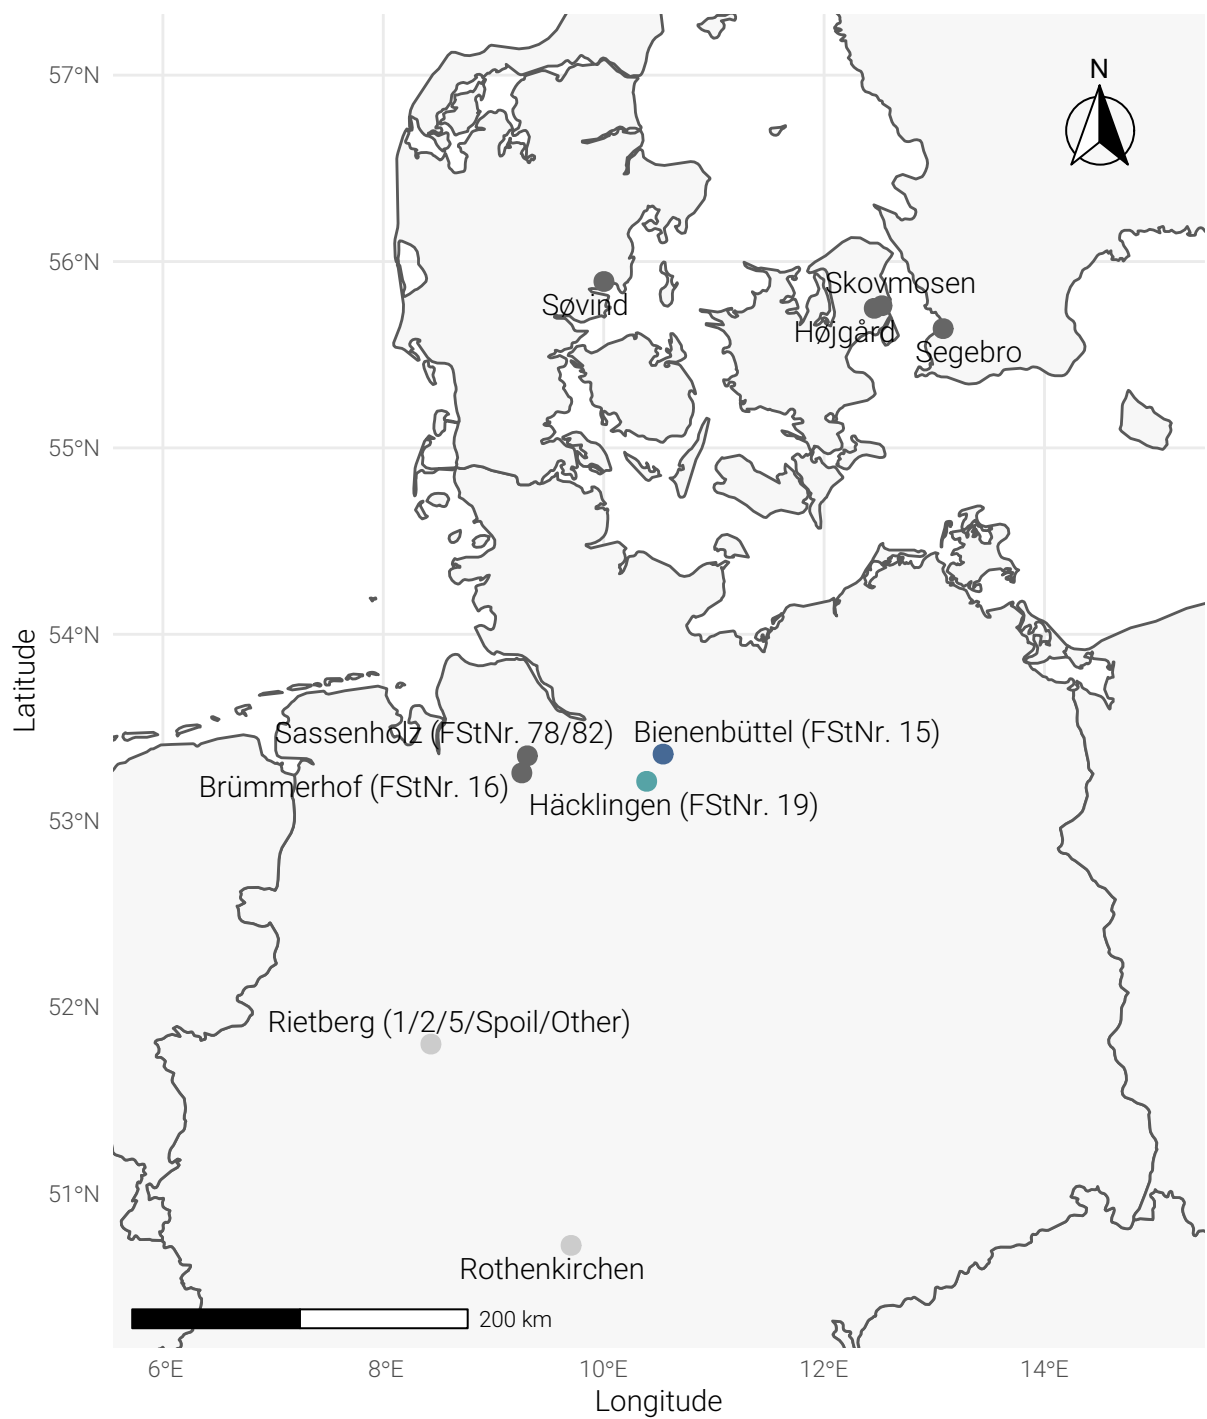 57°N
N
56°N
Skovmosen
Søvind
Højgård
Segebro
55°N
54°N
Latitude
Sassenholz (FStNr. 78/82)
Bienenbüttel (FStNr. 15)
Brümmerhof (FStNr. 16)
Häcklingen (FStNr. 19)
53°N
52°N
Rietberg (1/2/5/Spoil/Other)
51°N
Rothenkirchen
200 km
6°E
8°E
10°E
12°E
14°E
Longitude